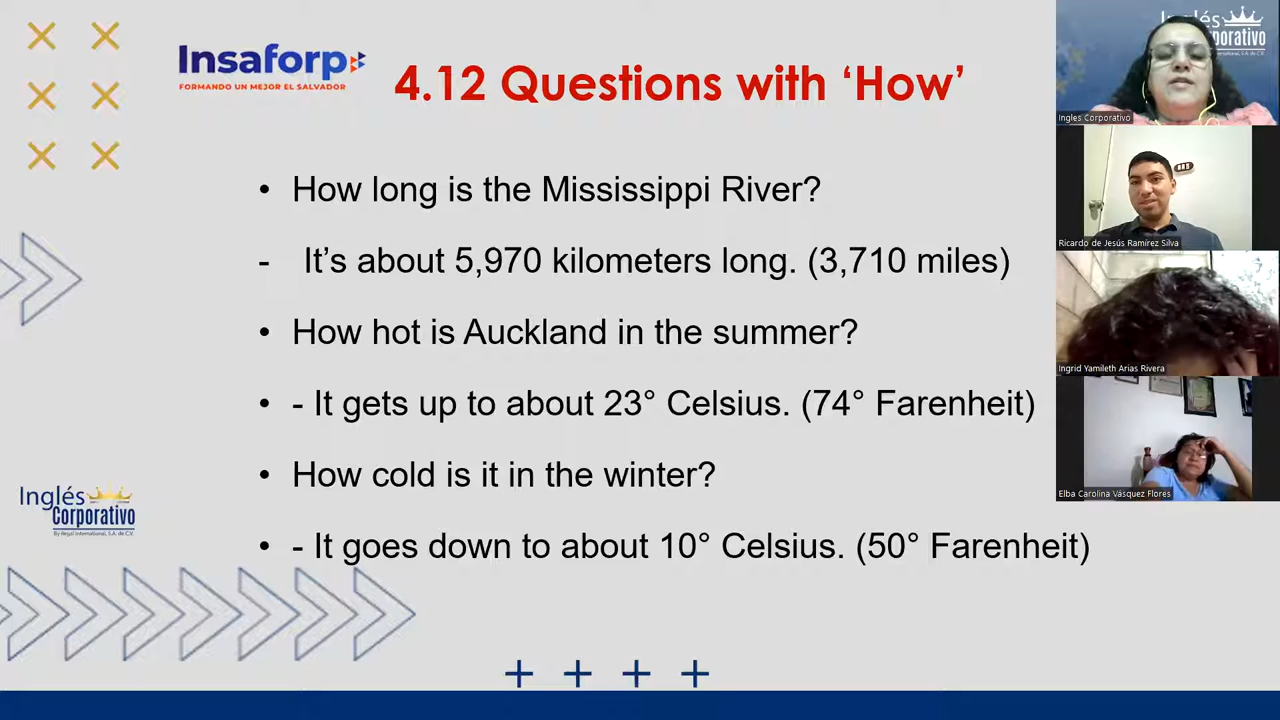 Insaforp
FORMANDO UN MEJOR EL SALVADOR
4.12 Questions with ‘How’
• How long is the Mississippi River?
- It’s about 5,970 kilometers long. (3,710 miles)
• How hot is Auckland in the summer?
• - It gets up to about 23° Celsius. (74° Farenheit)
• How cold is it in the winter?
• - It goes down to about 10° Celsius. (50° Farenheit)
Inglés
Corporativo
Inglés
Corporativo
Ingles Corporativo
Ricardo de Jesús Ramírez Silva
Ingrid Yamileth Arias Rivera
Elba Carolina Vásquez Flores